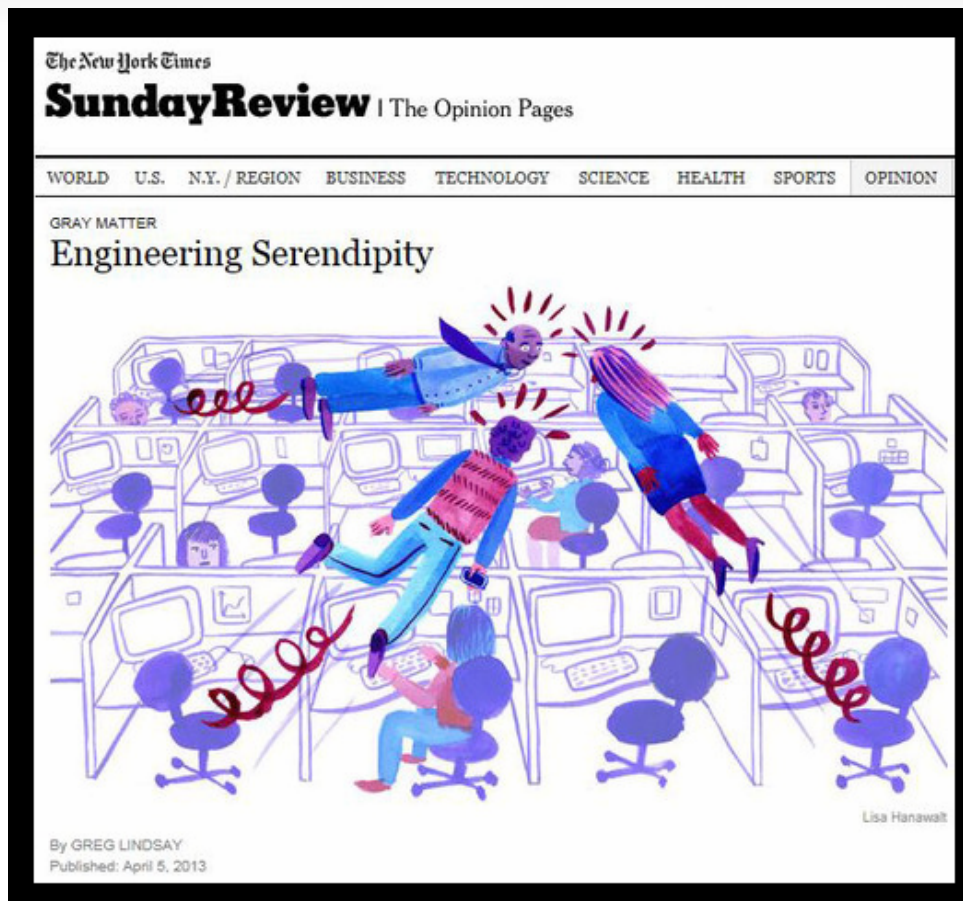 The New York Times
SundayReview | The Opinion Pages
WORLD U.S. N.Y. / REGION BUSINESS TECHNOLOGY SCIENCE HEALTH SPORTS OPINION
GRAY MATTER
Engineering Serendipity
Lisa Hanawalt
By GREG LINDSAY
Published: April 5, 2013